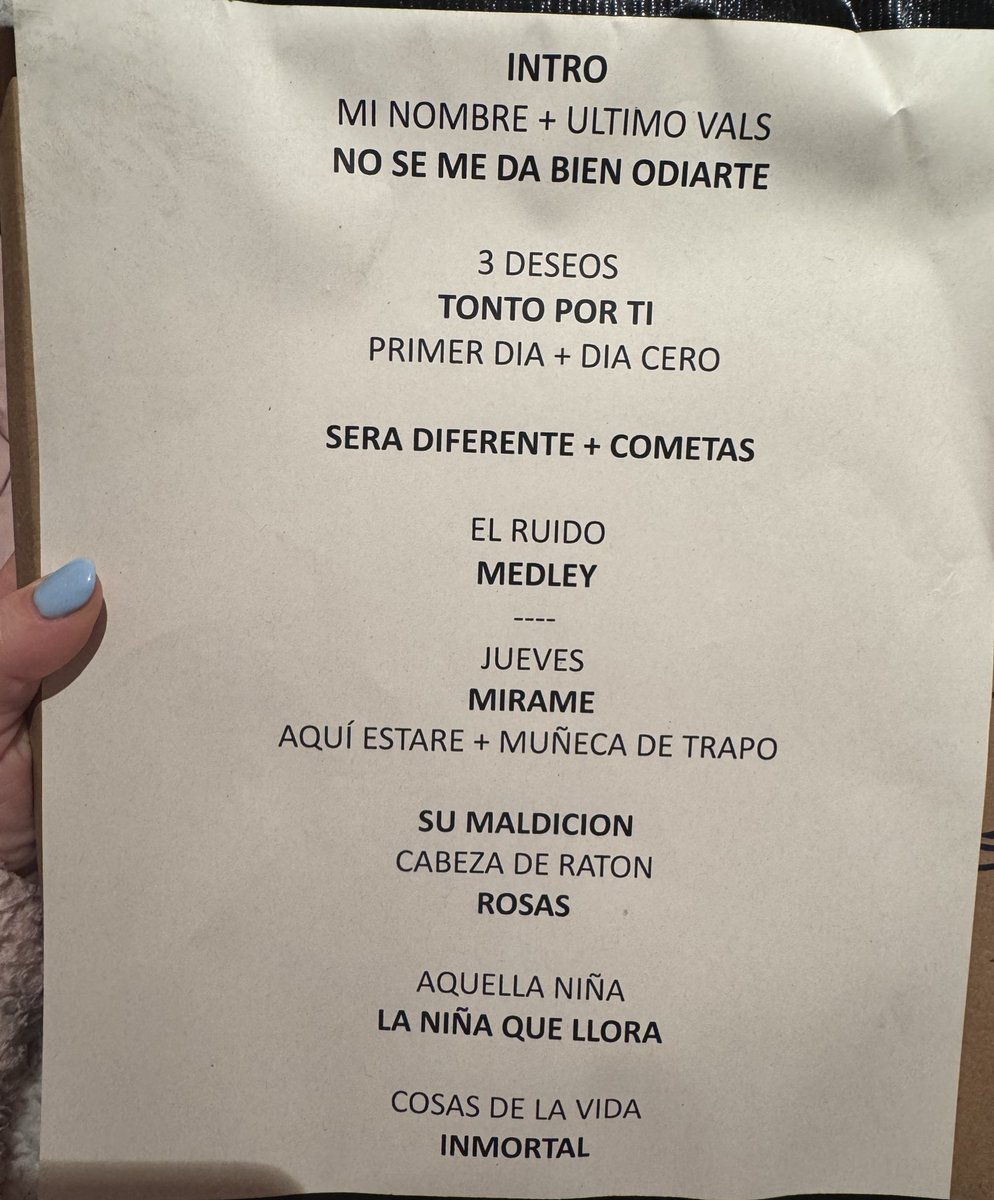 INTRO
MI NOMBRE + ULTIMO VALS
NO SE ME DA BIEN ODIARTE
3 DESEOS
TONTO POR TI
PRIMER DIA + DIA CERO
SERA DIFERENTE + COMETAS
EL RUIDO
MEDLEY
----
JUEVES
MIRAME
AQUÍ ESTARE + MUÑECA DE TRAPO
SU MALDICION
CABEZA DE RATON
ROSAS
AQUELLA NIÑA
LA NIÑA QUE LLORA
COSAS DE LA VIDA
INMORTAL